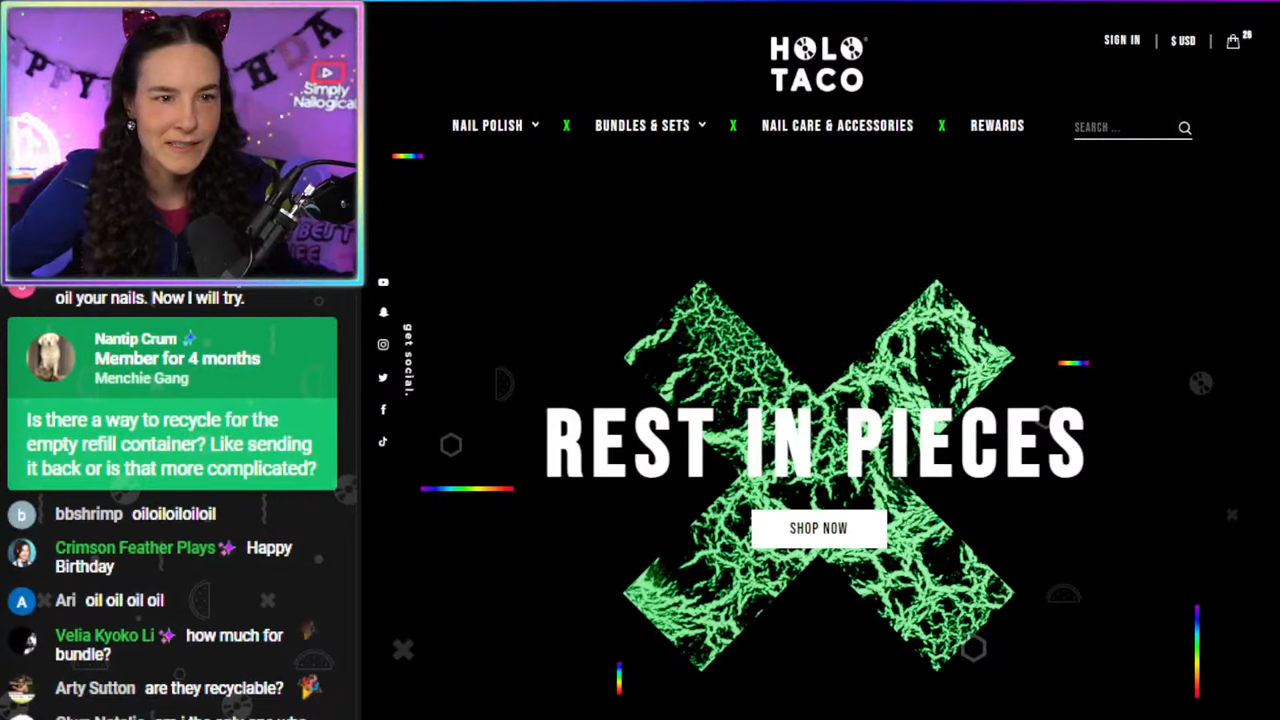 HAPPY
HDA
Simply
Nailogical
BEST
oil your nails. Now I will try.
Nantip Crum
Member for 4 months
Menchie Gang
Is there a way to recycle for the
empty refill container? Like sending
it back or is that more complicated?
bbshrimp oiloiloiloiloil
Crimson Feather Plays Happy
Birthday
A Ari oil oil oil oil
Velia Kyoko Li how much for
bundle?
Arty Sutton are they recyclable?
HOLO
TACO
SIGN IN | $ USD | 26
NAIL POLISH X BUNDLES & SETS X NAIL CARE & ACCESSORIES X REWARDS
SEARCH ...
get social.
REST IN PIECES
SHOP NOW